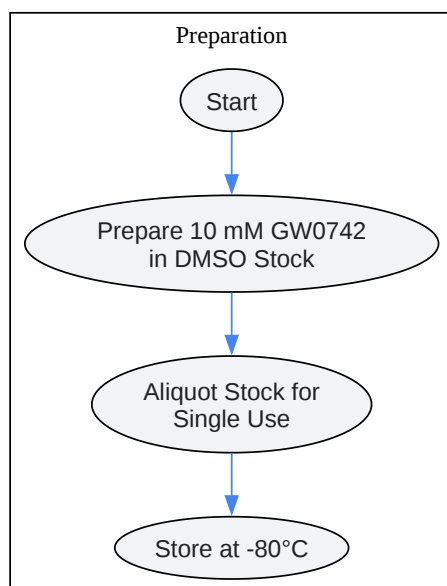 Preparation
Start
Prepare 10 mM GW0742
in DMSO Stock
Aliquot Stock for
Single Use
Store at -80°C